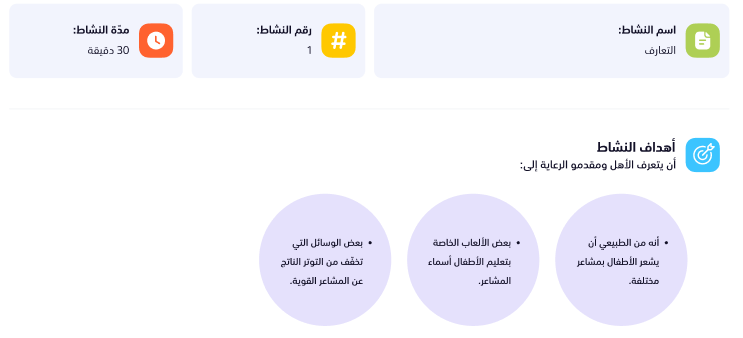 اسم النشاط:
التعارف
رقم النشاط:
1
مدّة النشاط:
30 دقيقة
أهداف النشاط
أن يتعرف الأهل ومقدمو الرعاية إلى:
• أنه من الطبيعي أن
يشعر الأطفال بمشاعر
مختلفة.
• بعض الألعاب الخاصة
بتعليم الأطفال أسماء
المشاعر.
• بعض الوسائل التي
تخفّف من التوتر الناتج
عن المشاعر القوية.